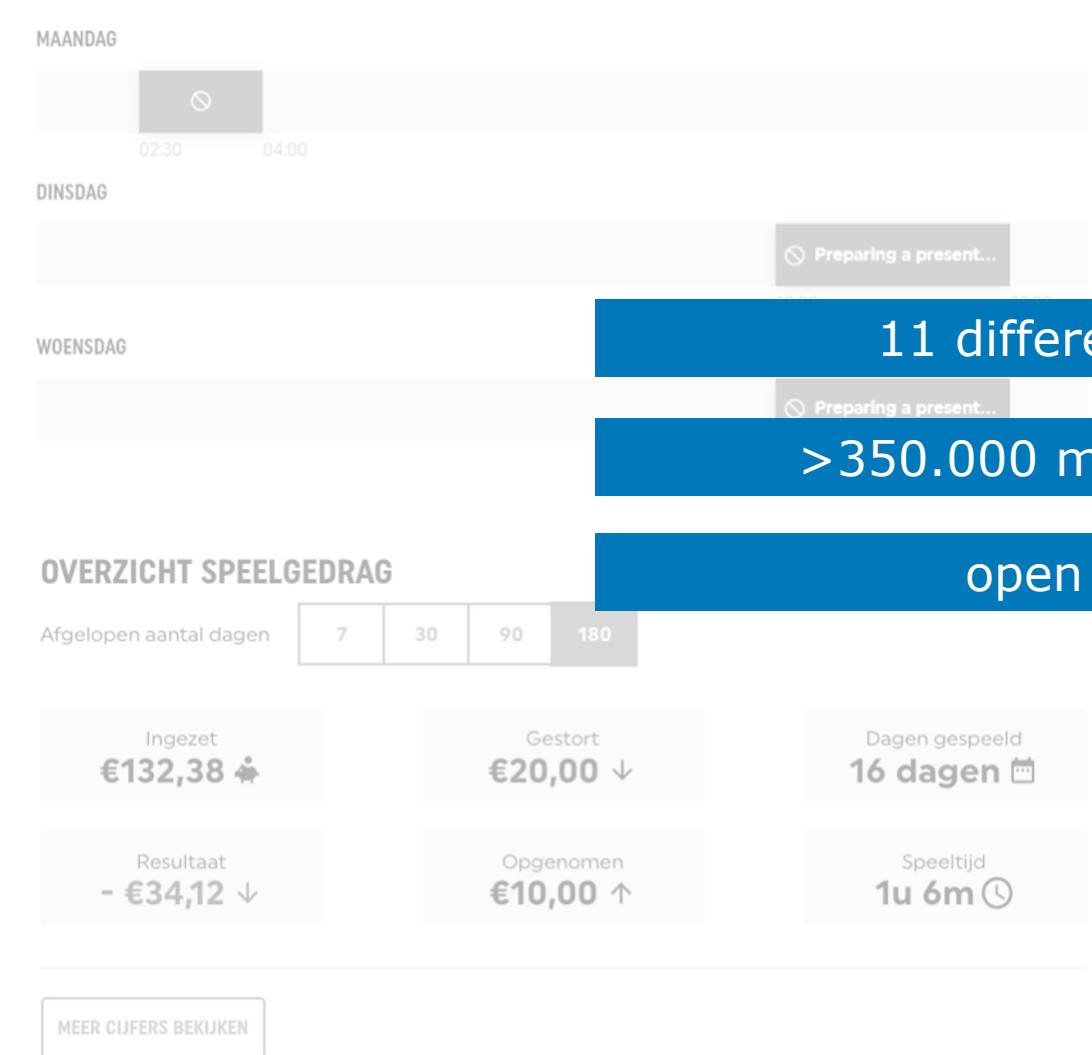 MAANDAG
02:30 04:00
DINSDAG
Preparing a present...
11 differe
WOENSDAG
Preparing a present...
>350.000 m
open
OVERZICHT SPEELGEDRAG
Afgelopen aantal dagen 7 30 90 180
Ingezet Gestort Dagen gespeeld
€132,38 €20,00 16 dagen
Resultaat Opgenomen Speeltijd
- €34,12 €10,00 1u 6m
MEER CIJFERS BEKIJKEN